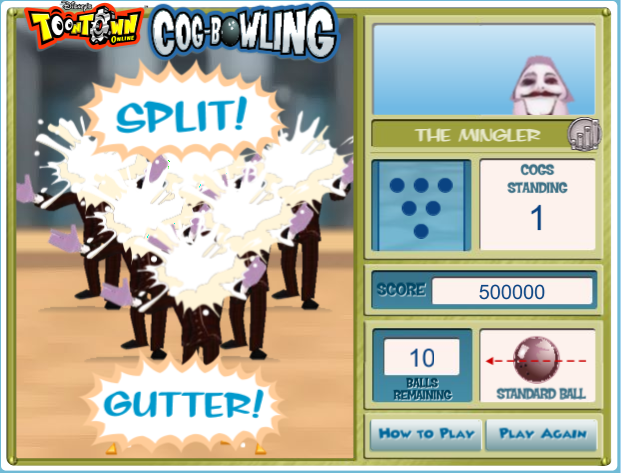 Disney's
TOONTOWN
ONLINE
COG-BOWLING
SPLIT!
GUTTER!
THE MINGLER
COGS
STANDING
1
SCORE 500000
10
BALLS
REMAINING
STANDARD BALL
HOW TO PLAY
PLAY AGAIN